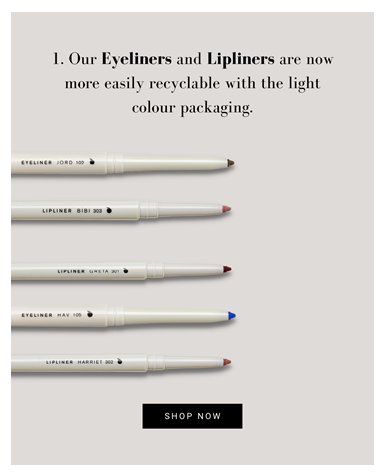 1. Our Eyeliners and Lipliners are now
more easily recyclable with the light
colour packaging.
EYELINER JORD 102
LIPLINER BIBI 303
LIPLINER GRETA 301
EYELINER HAV 105
LIPLINER HARRIET 302
SHOP NOW